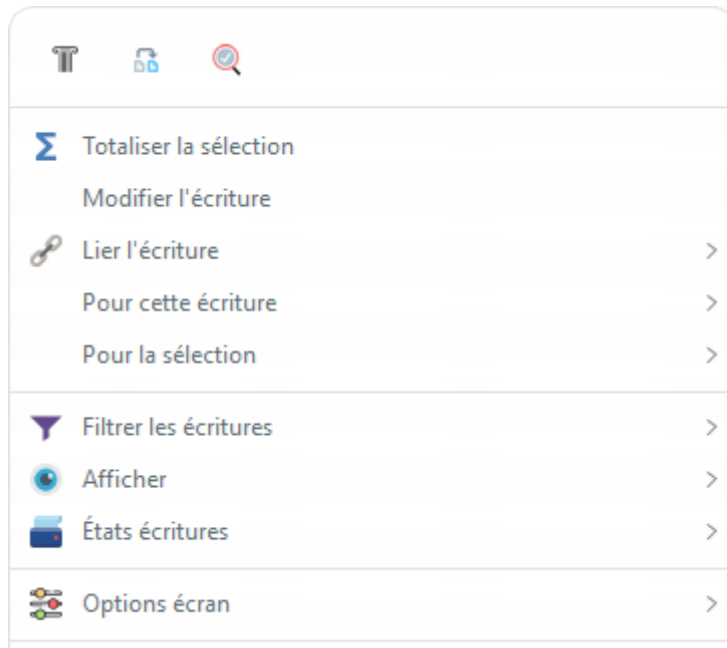 Totaliser la sélection
Modifier l'écriture
Lier l'écriture
Pour cette écriture
Pour la sélection
Filtrer les écritures
Afficher
États écritures
Options écran